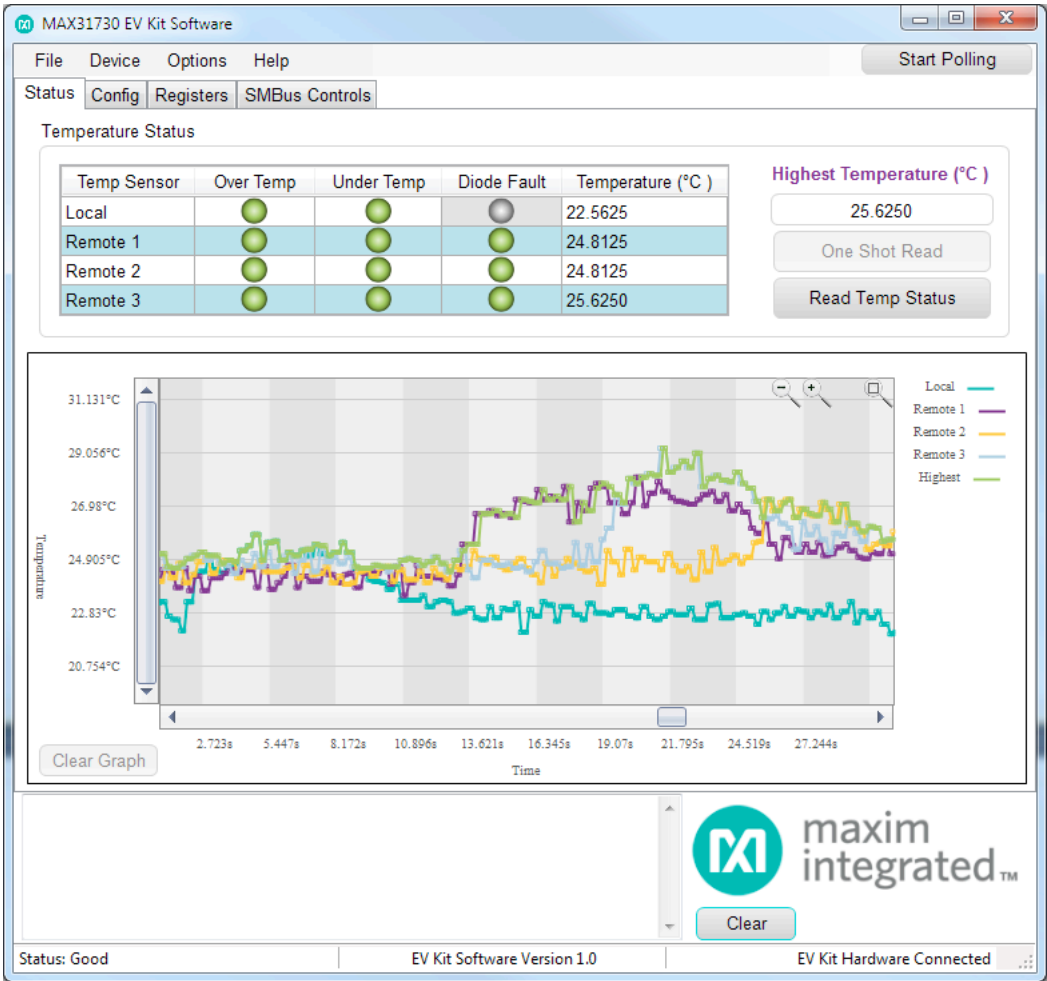 MAX31730 EV Kit Software
File Device Options Help Start Polling
Status Config Registers SMBus Controls
Temperature Status
Temp Sensor Over Temp Under Temp Diode Fault Temperature (°C )
Local 22.5625
Remote 1 24.8125
Remote 2 24.8125
Remote 3 25.6250
Highest Temperature (°C )
25.6250
One Shot Read
Read Temp Status
31.131°C
29.056°C
26.98°C
24.905°C
22.83°C
20.754°C
Temperature
Local
Remote 1
Remote 2
Remote 3
Highest
2.723s 5.447s 8.172s 10.896s 13.621s 16.345s 19.07s 21.795s 24.519s 27.244s
Time
Clear Graph
maxim
integrated™
Clear
Status: Good EV Kit Software Version 1.0 EV Kit Hardware Connected